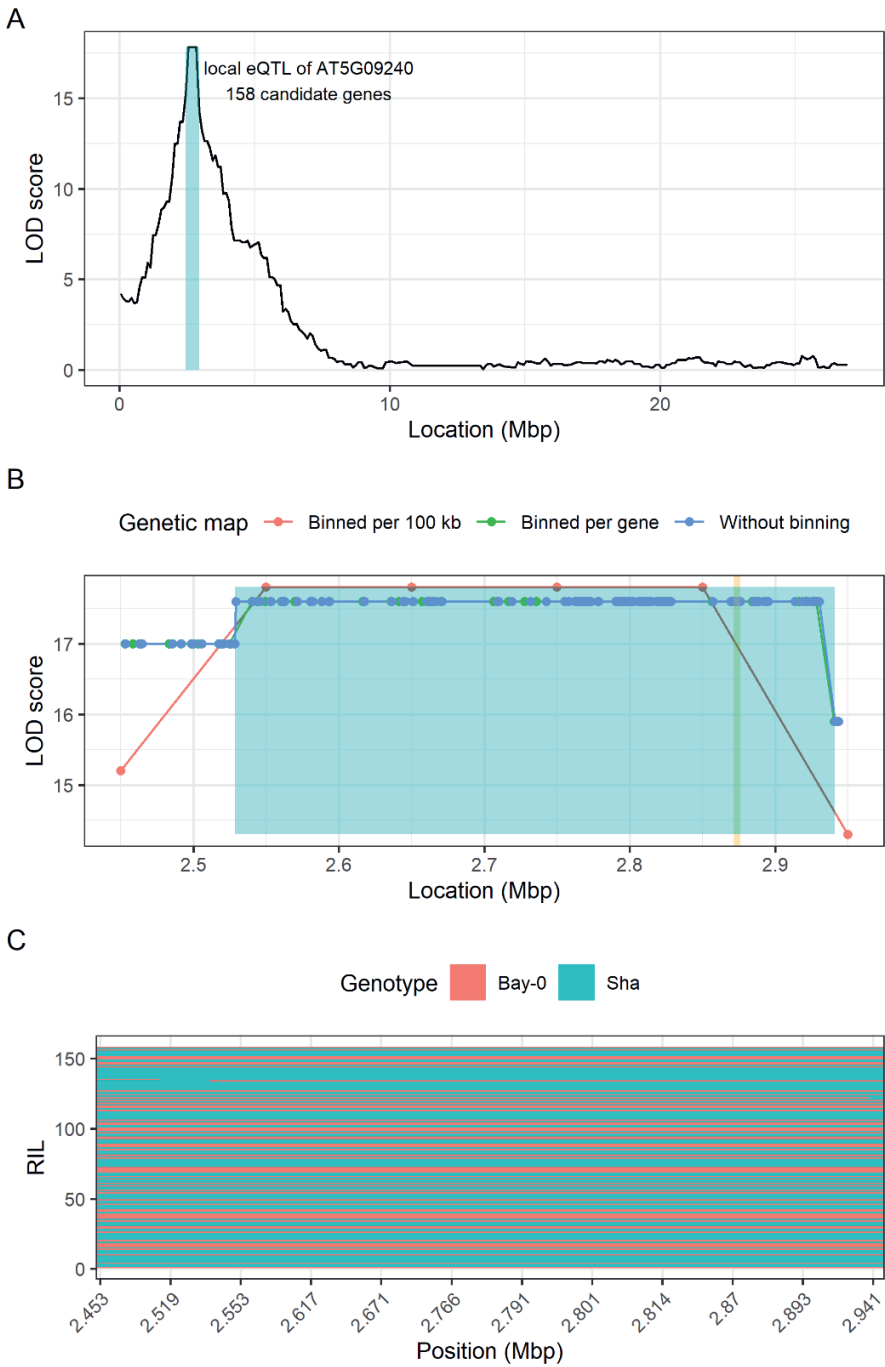 A
local eQTL of AT5G09240
158 candidate genes
15
10
5
0
LOD score
0
10
20
Location (Mbp)
B
Genetic map
Binned per 100 kb
Binned per gene
Without binning
17
16
15
LOD score
2.5
2.6
2.7
2.8
2.9
Location (Mbp)
C
Genotype
Bay-0
Sha
150
100
50
0
RIL
2.453
2.519
2.553
2.617
2.671
2.766
2.791
2.801
2.814
2.87
2.893
2.941
Position (Mbp)